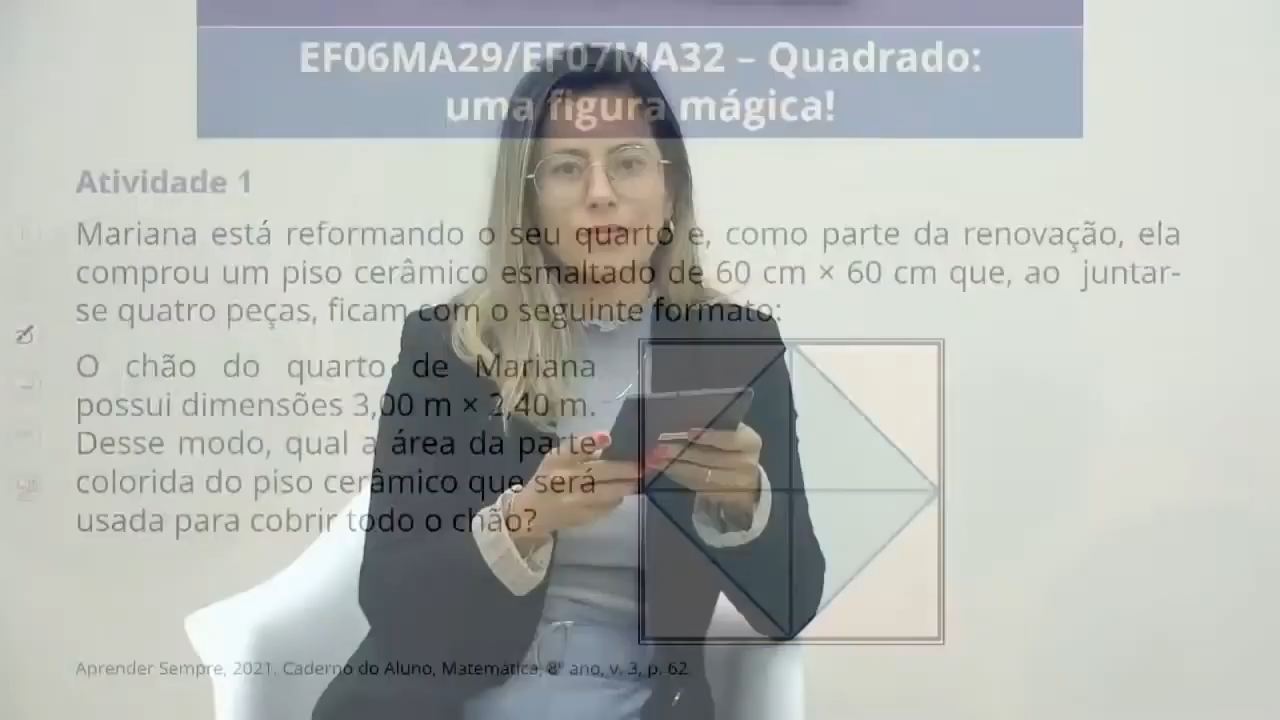 EF06MA29/EF07MA32 – Quadrado:
uma figura mágica!
Atividade 1
Mariana está reformando o seu quarto e, como parte da renovação, ela
comprou um piso cerâmico esmaltado de 60 cm × 60 cm que, ao juntar-
se quatro peças, ficam com o seguinte formato:
O chão do quarto de Mariana
possui dimensões 3,00 m × 2,40 m.
Desse modo, qual a área da parte
colorida do piso cerâmico que será
usada para cobrir todo o chão?
Aprender Sempre, 2021. Caderno do Aluno, Matemática, 8º ano, v. 3, p. 62